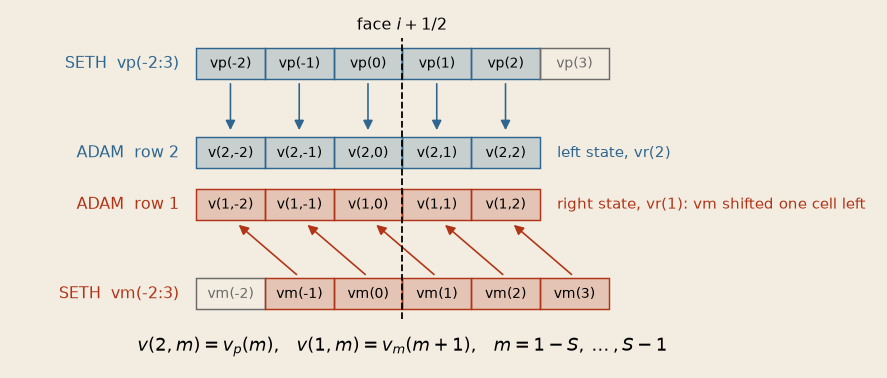 face i + 1/2
SETH vp(-2:3) vp(-2) vp(-1) vp(0) vp(1) vp(2) vp(3)
ADAM row 2 v(2,-2) v(2,-1) v(2,0) v(2,1) v(2,2) left state, vr(2)
ADAM row 1 v(1,-2) v(1,-1) v(1,0) v(1,1) v(1,2) right state, vr(1): vm shifted one cell left
SETH vm(-2:3) vm(-2) vm(-1) vm(0) vm(1) vm(2) vm(3)
v(2, m) = v_p(m), v(1, m) = v_m(m + 1), m = 1 − S, … , S − 1